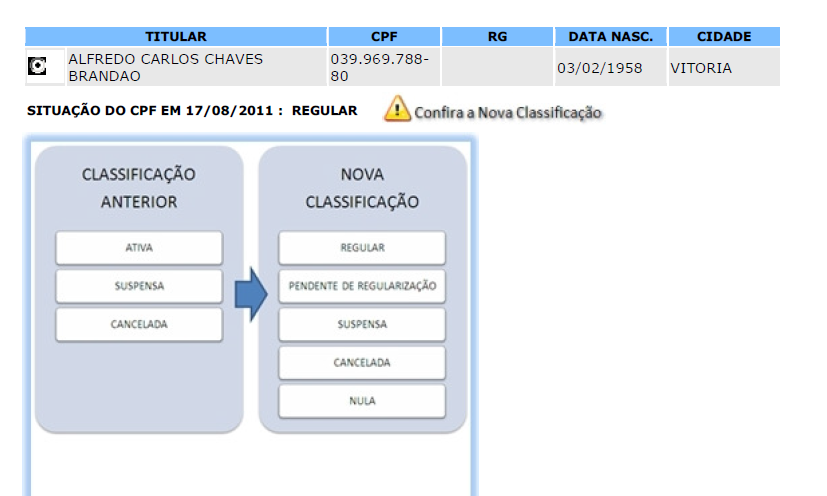 TITULAR CPF RG DATA NASC. CIDADE
ALFREDO CARLOS CHAVES 039.969.788-
BRANDAO 80 03/02/1958 VITORIA
SITUAÇÃO DO CPF EM 17/08/2011 : REGULAR Confira a Nova Classificação
CLASSIFICAÇÃO
ANTERIOR
ATIVA
SUSPENSA
CANCELADA
NOVA
CLASSIFICAÇÃO
REGULAR
PENDENTE DE REGULARIZAÇÃO
SUSPENSA
CANCELADA
NULA